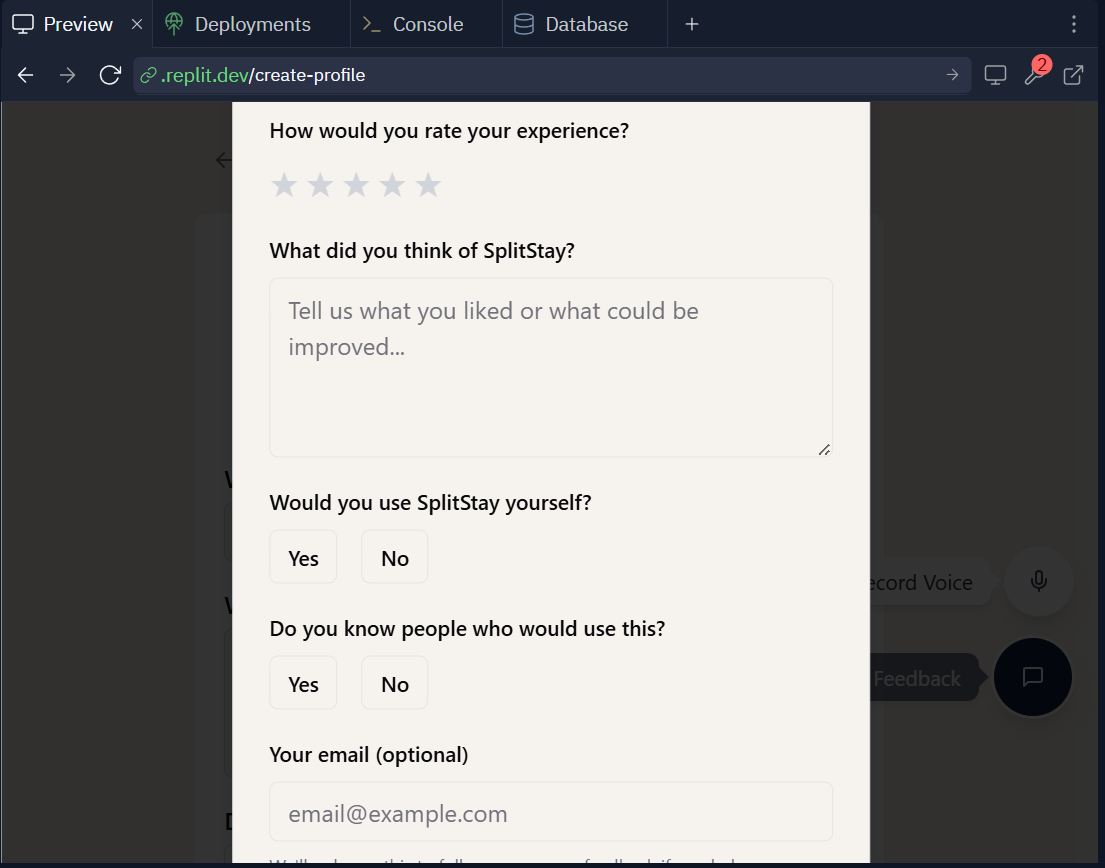 Preview
Deployments
Console
Database
.replit.dev/create-profile
2
How would you rate your experience?
What did you think of SplitStay?
Tell us what you liked or what could be
improved...
Would you use SplitStay yourself?
Yes
No
ecord Voice
Do you know people who would use this?
Yes
No
Feedback
Your email (optional)
email@example.com